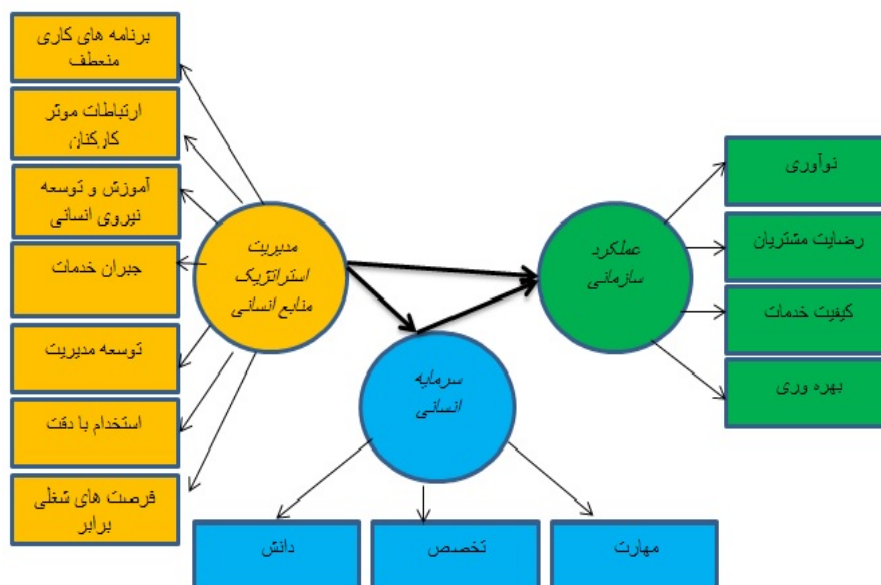 برنامه های کاری
منعطف
ارتباطات موثر
کارکنان
آموزش و توسعه
نیروی انسانی
جبران خدمات
توسعه مدیریت
استخدام با دقت
فرصت های شغلی
برابر
مدیریت
استراتژیک
منابع انسانی
سرمایه
انسانی
عملکرد
سازمانی
نوآوری
رضایت مشتریان
کیفیت خدمات
بهره وری
دانش
تخصص
مهارت